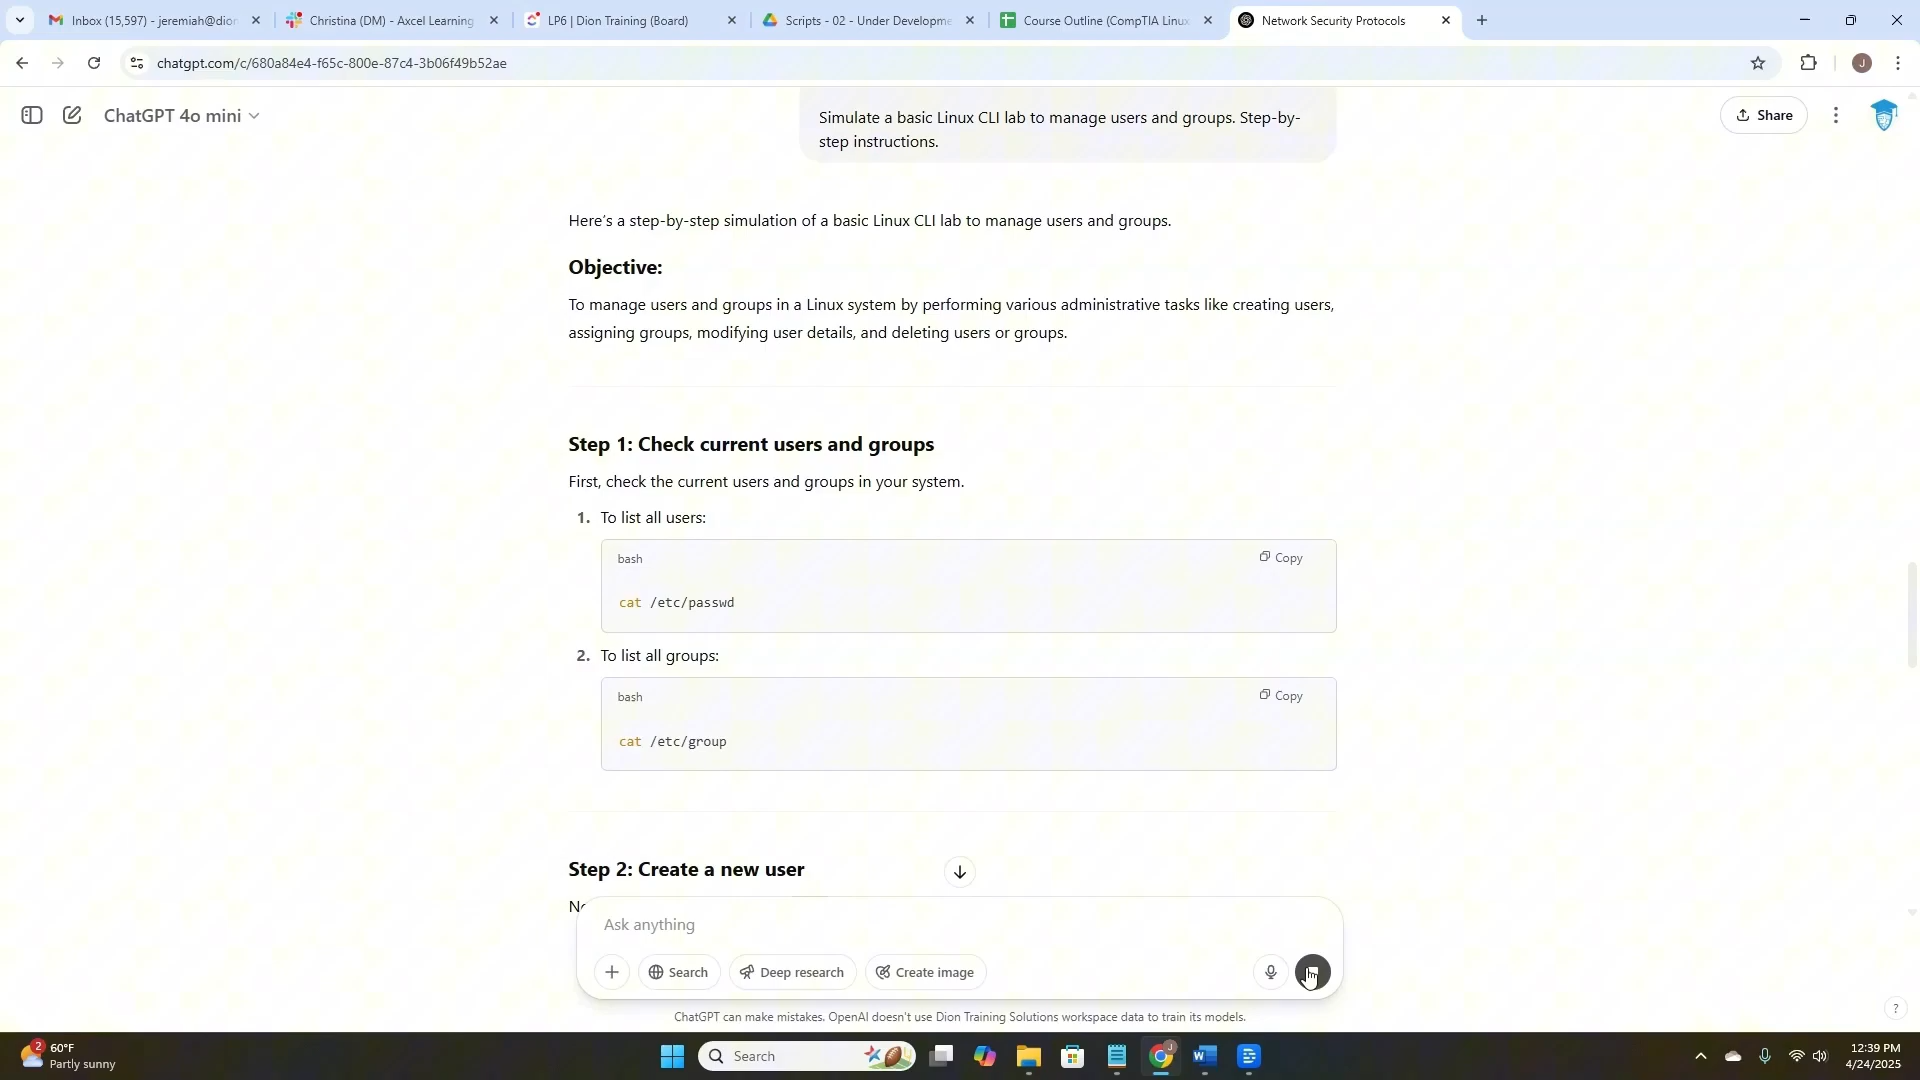 Inbox (15,597) - jeremiah@dion
Christina (DM) - Axcel Learning
LP6 | Dion Training (Board)
Scripts - 02 - Under Developme
Course Outline (CompTIA Linux
Network Security Protocols
chatgpt.com/c/680a84e4-f65c-800e-87c4-3b06f49b52ae
J
ChatGPT 4o mini
Share
Simulate a basic Linux CLI lab to manage users and groups. Step-by-
step instructions.
Here's a step-by-step simulation of a basic Linux CLI lab to manage users and groups.
Objective:
To manage users and groups in a Linux system by performing various administrative tasks like creating users,
assigning groups, modifying user details, and deleting users or groups.
Step 1: Check current users and groups
First, check the current users and groups in your system.
1. To list all users:
bash
Copy
cat /etc/passwd
2. To list all groups:
bash
Copy
cat /etc/group
Step 2: Create a new user
Ask anything
Search
Deep research
Create image
ChatGPT can make mistakes. OpenAI doesn't use Dion Training Solutions workspace data to train its models.
?
2
60°F
Partly sunny
Search
J
W
12:39 PM
4/24/2025